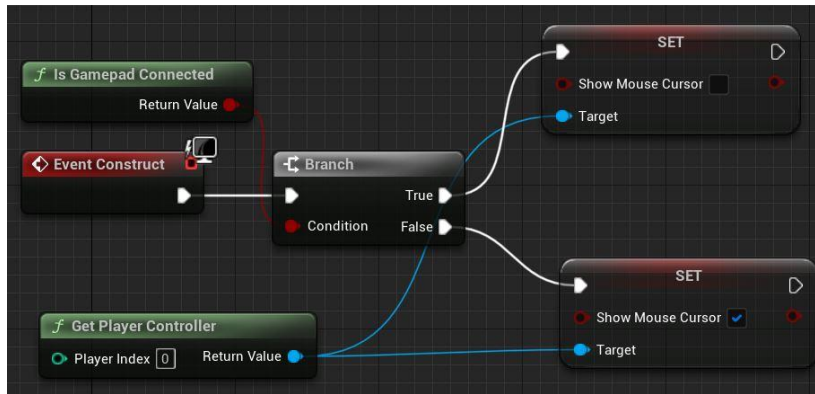 f Is Gamepad Connected
Return Value
Event Construct
Branch
True
Condition
False
SET
Show Mouse Cursor
Target
SET
Show Mouse Cursor
Target
f Get Player Controller
Player Index 0
Return Value